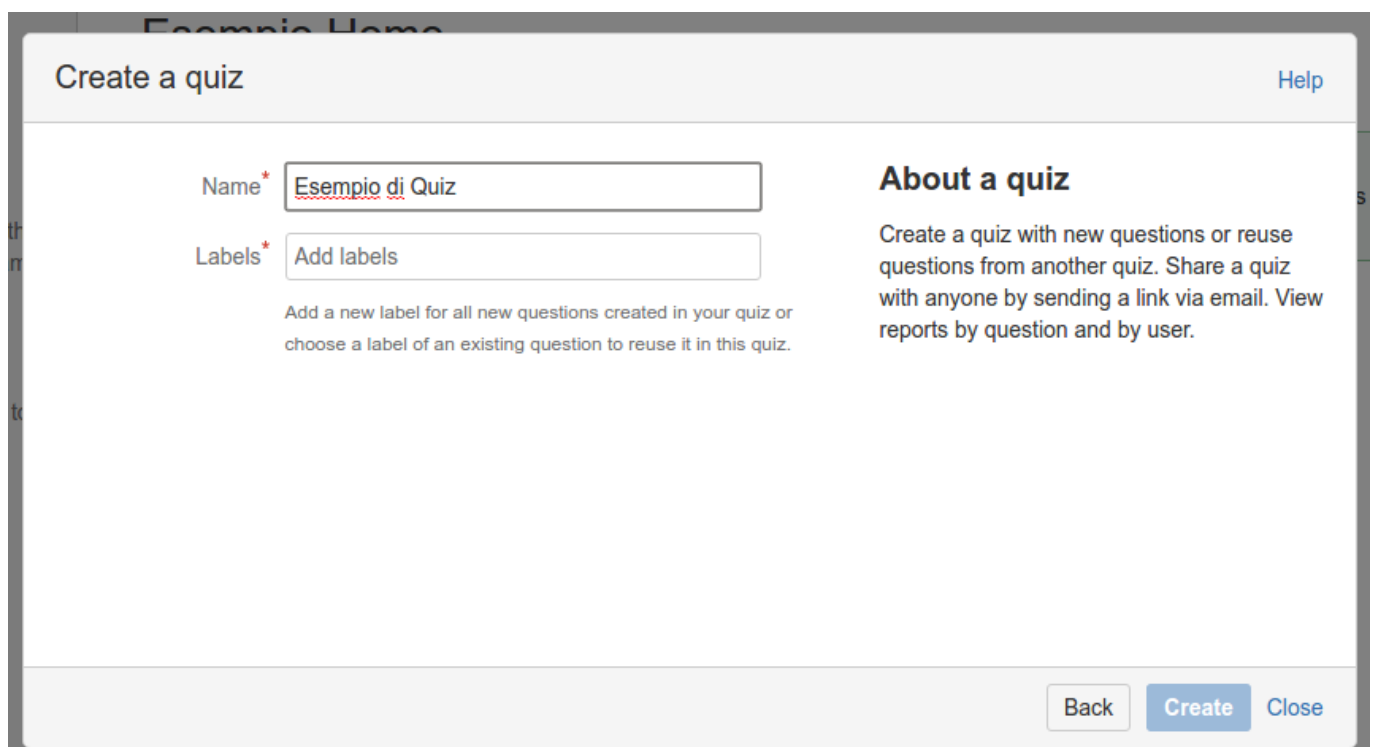 Esempio Home
Create a quiz
Help
Name*
Esempio di Quiz
Labels*
Add labels
Add a new label for all new questions created in your quiz or
choose a label of an existing question to reuse it in this quiz.
About a quiz
Create a quiz with new questions or reuse
questions from another quiz. Share a quiz
with anyone by sending a link via email. View
reports by question and by user.
Back
Create
Close